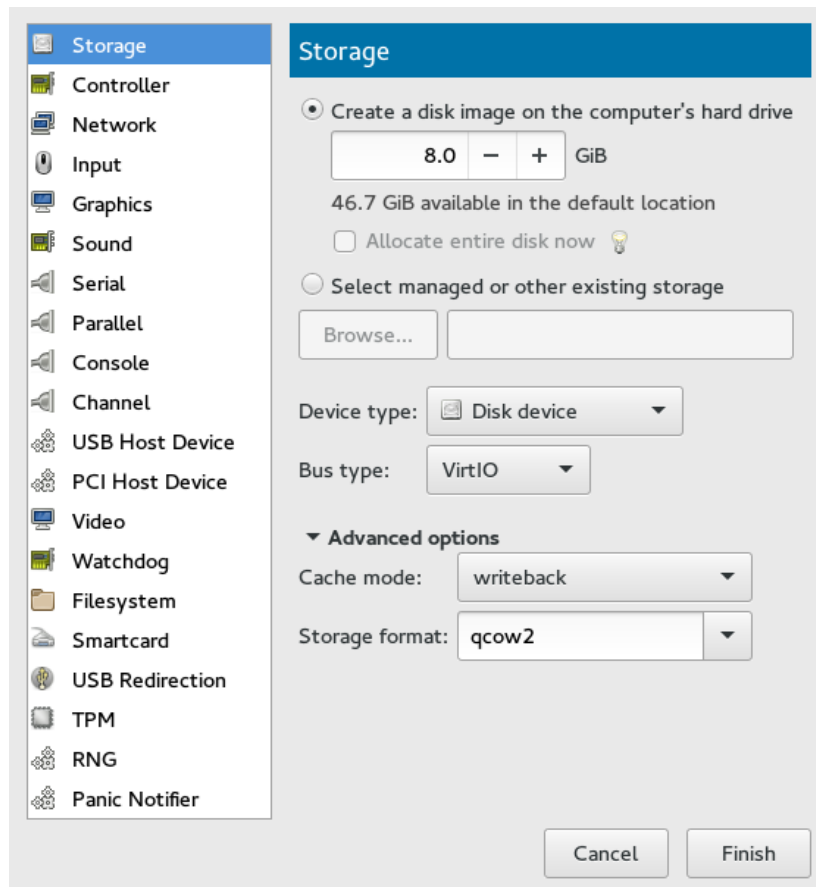 Storage
Controller
Network
Input
Graphics
Sound
Serial
Parallel
Console
Channel
USB Host Device
PCI Host Device
Video
Watchdog
Filesystem
Smartcard
USB Redirection
TPM
RNG
Panic Notifier
Storage
Create a disk image on the computer's hard drive
8.0 − + GiB
46.7 GiB available in the default location
Allocate entire disk now
Select managed or other existing storage
Browse...
Device type: Disk device
Bus type: VirtIO
Advanced options
Cache mode: writeback
Storage format: qcow2
Cancel Finish